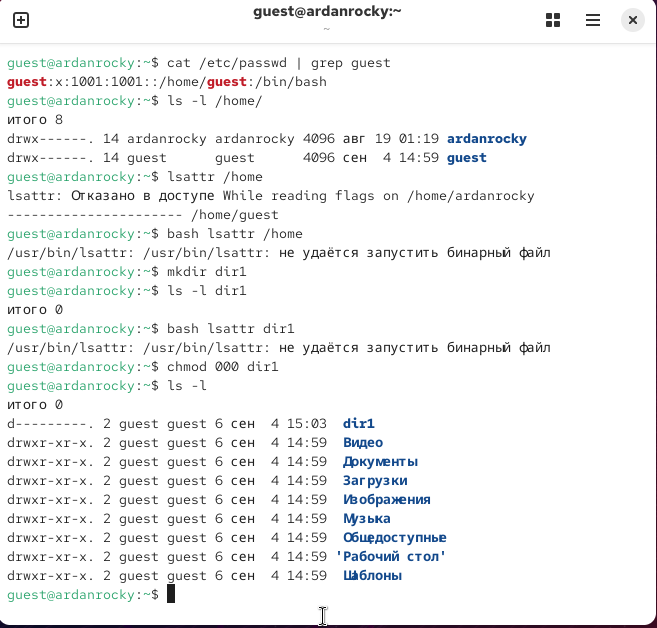 guest@ardanrocky:~
~
guest@ardanrocky:~$ cat /etc/passwd | grep guest
guest:x:1001:1001::/home/guest:/bin/bash
guest@ardanrocky:~$ ls -l /home/
итого 8
drwx------. 14 ardanrocky ardanrocky 4096 авг 19 01:19 ardanrocky
drwx------. 14 guest      guest      4096 сен  4 14:59 guest
guest@ardanrocky:~$ lsattr /home
lsattr: Отказано в доступе While reading flags on /home/ardanrocky
---------------------- /home/guest
guest@ardanrocky:~$ bash lsattr /home
/usr/bin/lsattr: /usr/bin/lsattr: не удаётся запустить бинарный файл
guest@ardanrocky:~$ mkdir dir1
guest@ardanrocky:~$ ls -l dir1
итого 0
guest@ardanrocky:~$ bash lsattr dir1
/usr/bin/lsattr: /usr/bin/lsattr: не удаётся запустить бинарный файл
guest@ardanrocky:~$ chmod 000 dir1
guest@ardanrocky:~$ ls -l
итого 0
d---------. 2 guest guest 6 сен  4 15:03  dir1
drwxr-xr-x. 2 guest guest 6 сен  4 14:59  Видео
drwxr-xr-x. 2 guest guest 6 сен  4 14:59  Документы
drwxr-xr-x. 2 guest guest 6 сен  4 14:59  Загрузки
drwxr-xr-x. 2 guest guest 6 сен  4 14:59  Изображения
drwxr-xr-x. 2 guest guest 6 сен  4 14:59  Музыка
drwxr-xr-x. 2 guest guest 6 сен  4 14:59  Общедоступные
drwxr-xr-x. 2 guest guest 6 сен  4 14:59 'Рабочий стол'
drwxr-xr-x. 2 guest guest 6 сен  4 14:59  Шаблоны
guest@ardanrocky:~$